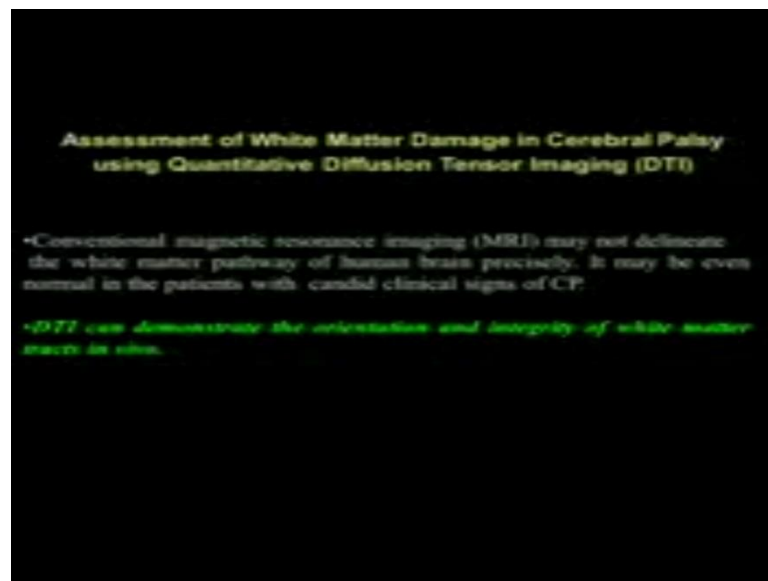 Assessment of White Matter Damage in Cerebral Palsy
using Quantitative Diffusion Tensor Imaging (DTI)
•Conventional magnetic resonance imaging (MRI) may not delineate
the white matter pathway of human brain precisely. It may be even
normal in the patients with candid clinical signs of CP.
•DTI can demonstrate the orientation and integrity of white matter
tracts in vivo.